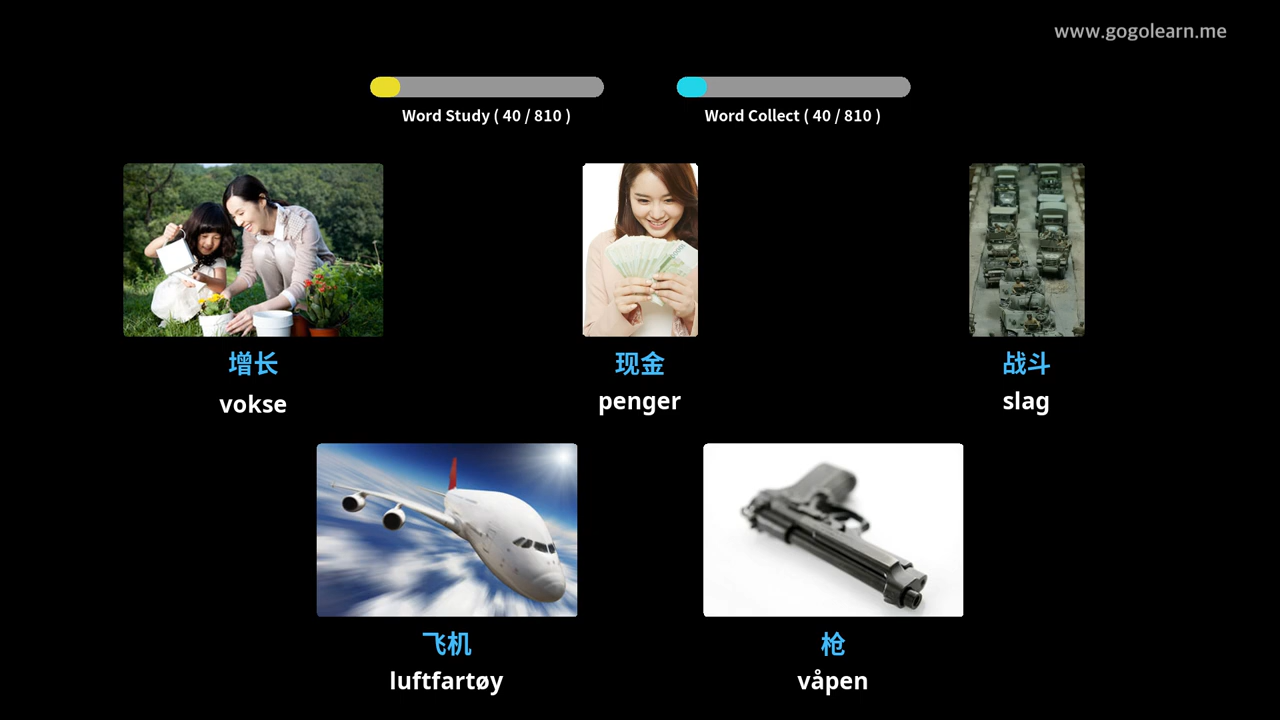 www.gogolearn.me
Word Study ( 40 / 810 )
Word Collect ( 40 / 810 )
增长
vokse
现金
penger
战斗
slag
飞机
luftfartøy
枪
våpen